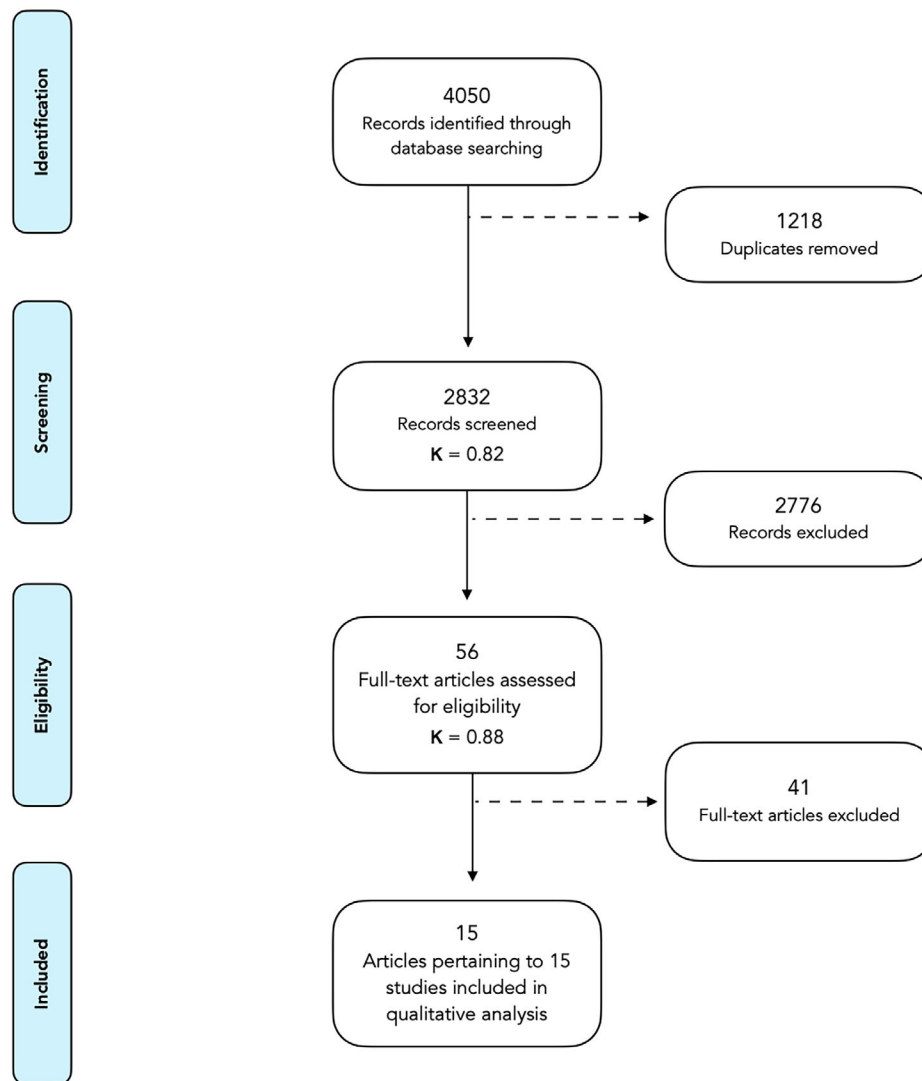 Identification
4050
Records identified through
database searching
1218
Duplicates removed
Screening
2832
Records screened
K = 0.82
2776
Records excluded
Eligibility
56
Full-text articles assessed
for eligibility
K = 0.88
41
Full-text articles excluded
Included
15
Articles pertaining to 15
studies included in
qualitative analysis